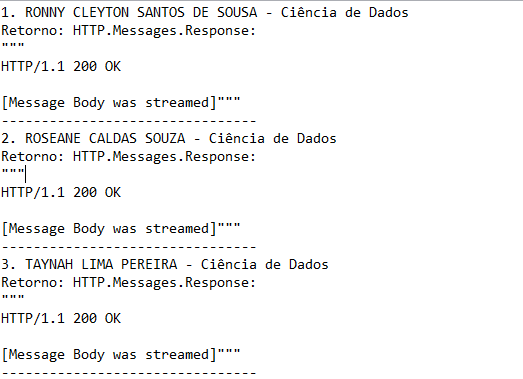 1. RONNY CLEYTON SANTOS DE SOUSA - Ciência de Dados
Retorno: HTTP.Messages.Response:
"""
HTTP/1.1 200 OK

[Message Body was streamed]"""
--------------------------------
2. ROSEANE CALDAS SOUZA - Ciência de Dados
Retorno: HTTP.Messages.Response:
"""
HTTP/1.1 200 OK

[Message Body was streamed]"""
--------------------------------
3. TAYNAH LIMA PEREIRA - Ciência de Dados
Retorno: HTTP.Messages.Response:
"""
HTTP/1.1 200 OK

[Message Body was streamed]"""
--------------------------------